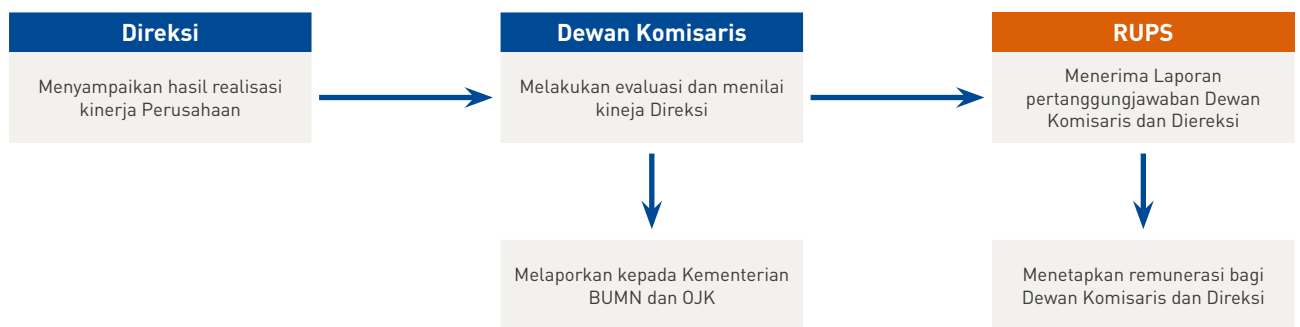 Direksi
Menyampaikan hasil realisasi
kinerja Perusahaan
Dewan Komisaris
Melakukan evaluasi dan menilai
kineja Direksi
RUPS
Menerima Laporan
pertanggungjawaban Dewan
Komisaris dan Diereksi
Melaporkan kepada Kementerian
BUMN dan OJK
Menetapkan remunerasi bagi
Dewan Komisaris dan Direksi